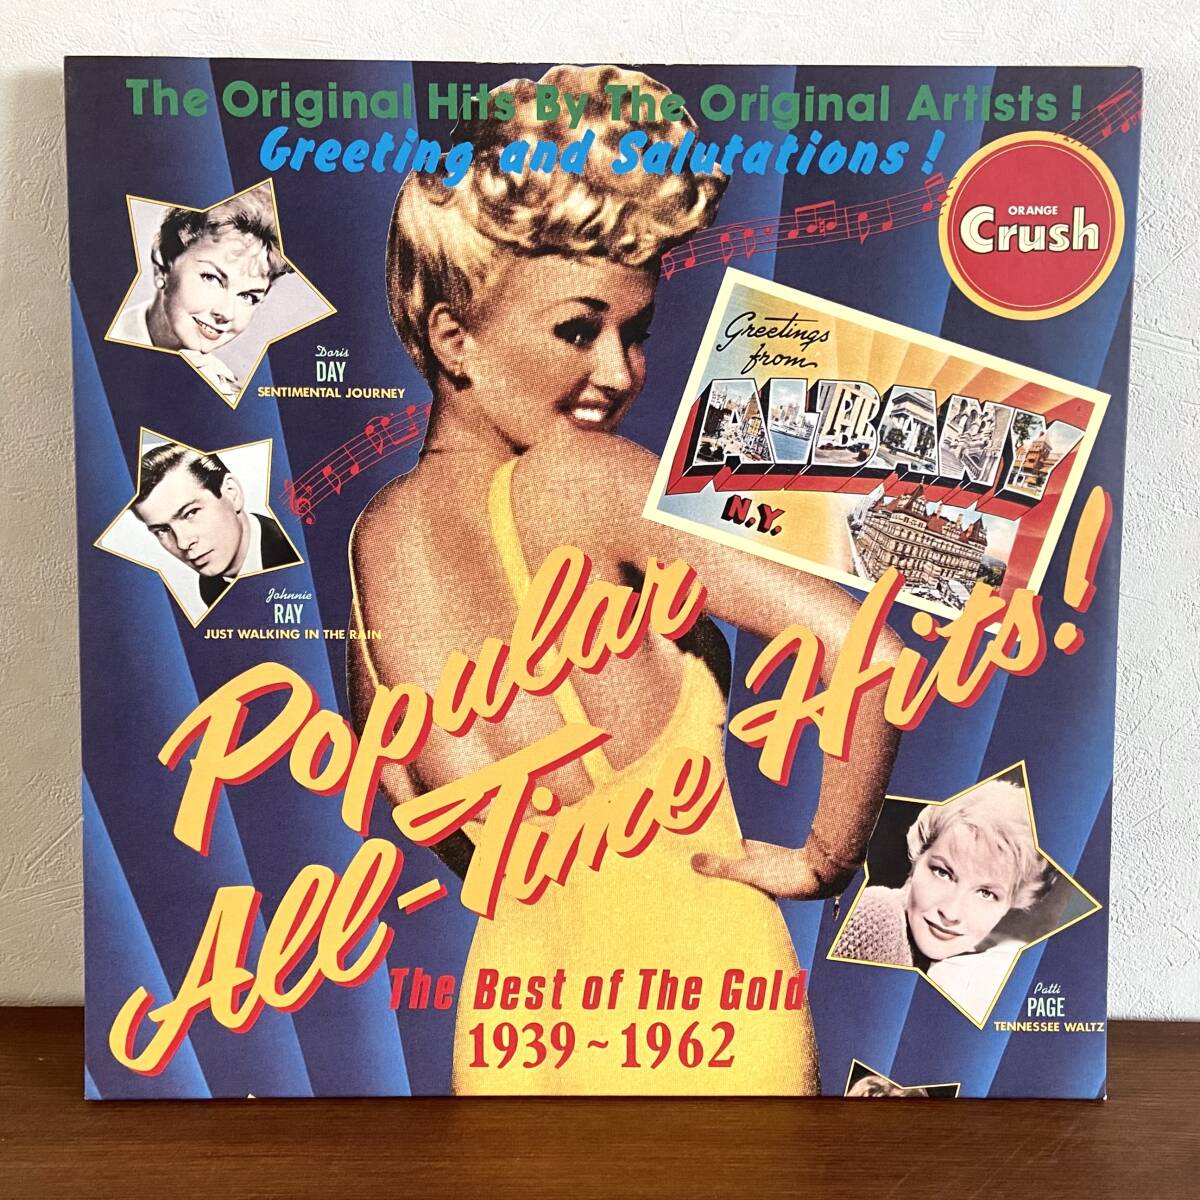 The Original Hits By The Original Artists!
Greeting and Salutations!
ORANGE
Crush
Doris
DAY
SENTIMENTAL JOURNEY
Greetings
from
ALBANY
N.Y.
Johnnie
RAY
JUST WALKING IN THE RAIN
Popular
All-Time Hits!
The Best of The Gold
1939~1962
Patti
PAGE
TENNESSEE WALTZ